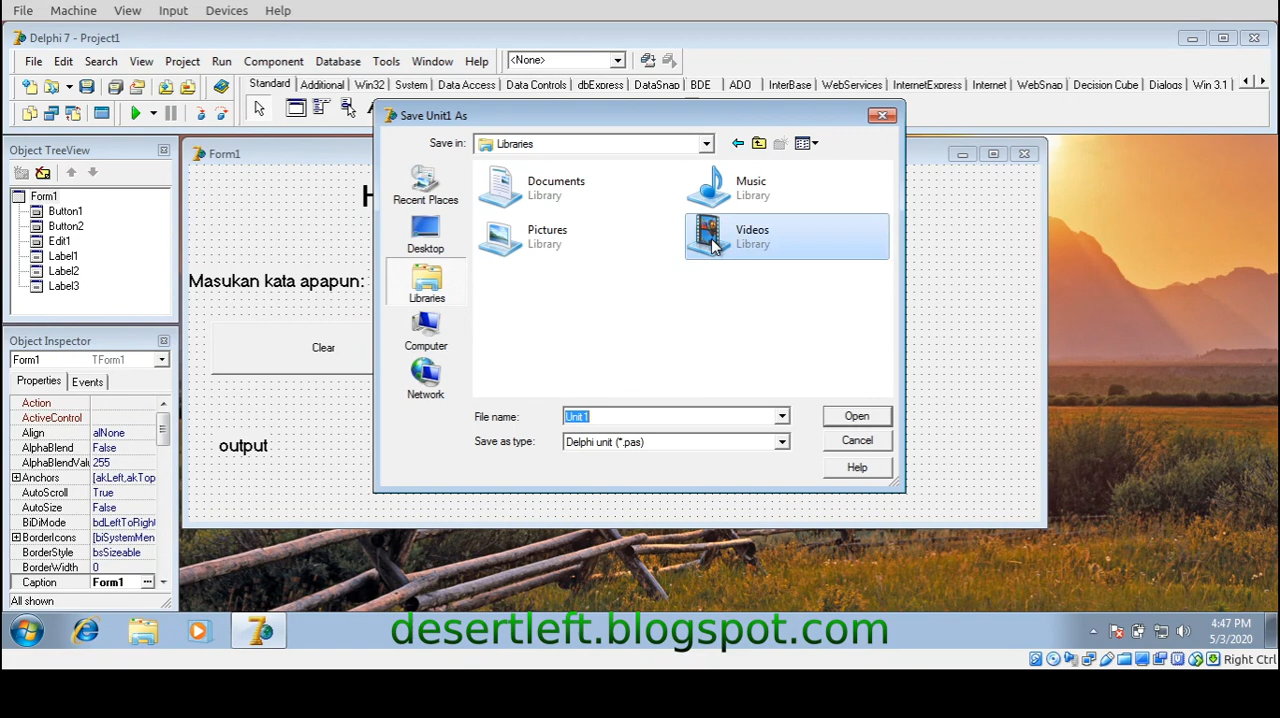 File Machine View Input Devices Help
Delphi 7 - Project1
File Edit Search View Project Run Component Database Tools Window Help <None>
Standard Additional Win32 System Data Access Data Controls dbExpress DataSnap BDE ADO InterBase WebServices InternetExpress Internet WebSnap Decision Cube Dialogs Win 3.1
Object TreeView
Form1
Button1
Button2
Edit1
Label1
Label2
Label3
Object Inspector
Form1 TForm1
Properties Events
Action
ActiveControl
Align alNone
AlphaBlend False
AlphaBlendValu 255
Anchors [akLeft,akTop
AutoScroll True
AutoSize False
BiDiMode bdLeftToRight
BorderIcons [biSystemMen
BorderStyle bsSizeable
BorderWidth 0
Caption Form1
All shown
Form1
H
Masukan kata apapun:
Clear
output
Save Unit1 As
Save in: Libraries
Recent Places
Desktop
Libraries
Computer
Network
Documents
Library
Music
Library
Pictures
Library
Videos
Library
File name: Unit1 Open
Save as type: Delphi unit (*.pas) Cancel
Help
desertleft.blogspot.com
4:47 PM
5/3/2020
Right Ctrl